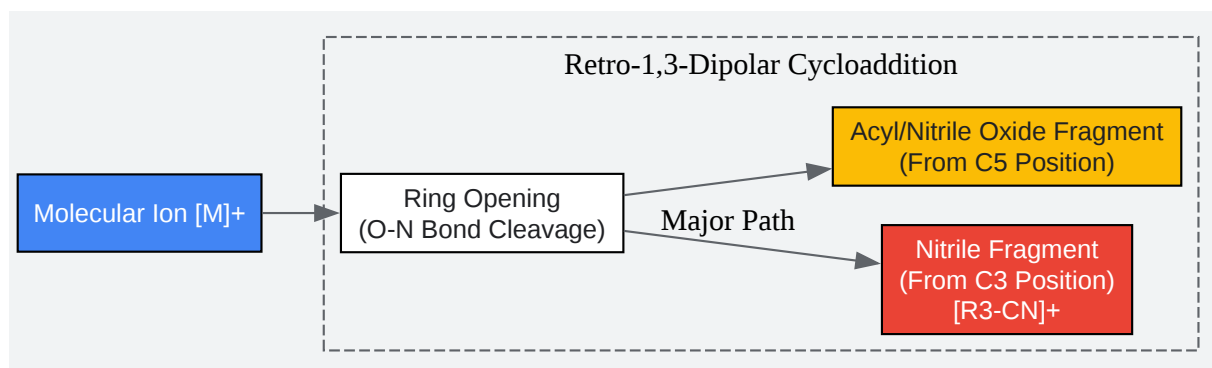 Retro-1,3-Dipolar Cycloaddition
Molecular Ion [M]+
Ring Opening
(O-N Bond Cleavage)
Major Path
Acyl/Nitrile Oxide Fragment
(From C5 Position)
Nitrile Fragment
(From C3 Position)
[R3-CN]+